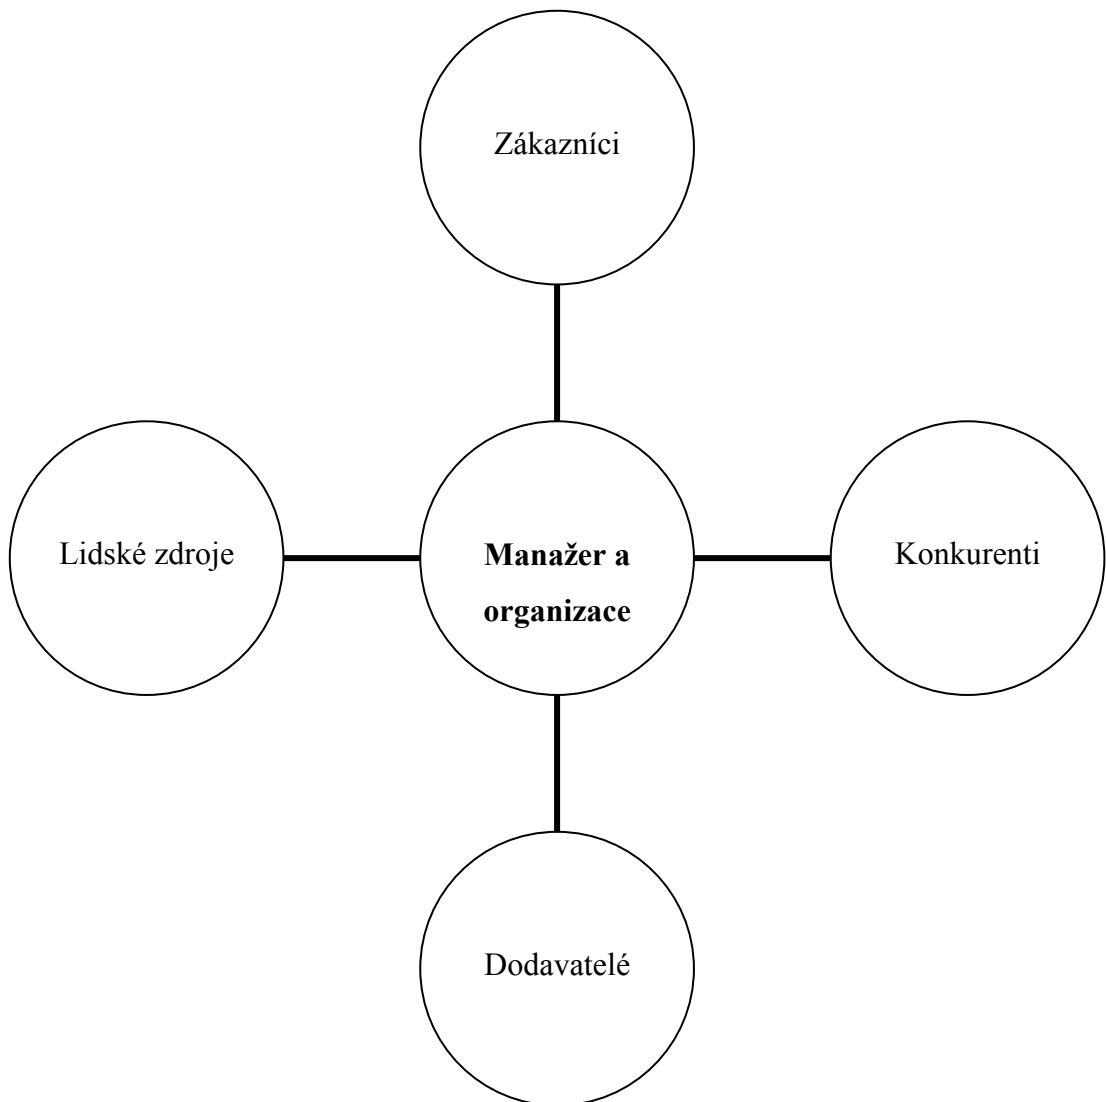 Zákazníci
Lidské zdroje
Manažer a
organizace
Konkurenti
Dodavatelé